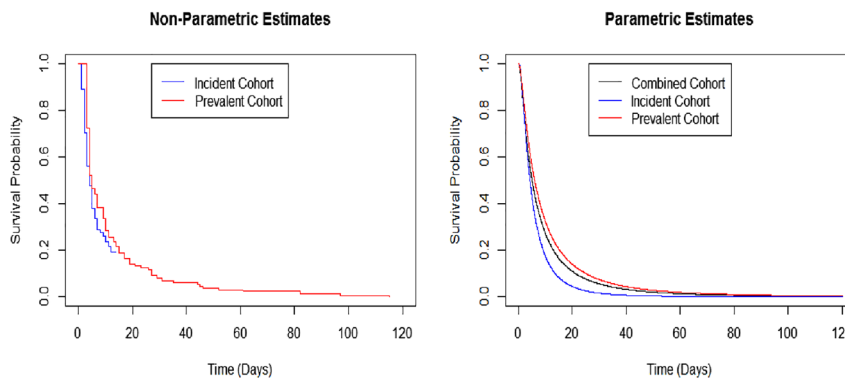 Non-Parametric Estimates
Survival Probability
1.0
0.8
0.6
0.4
0.2
0.0
Incident Cohort
Prevalent Cohort
0 20 40 60 80 100 120
Time (Days)
Parametric Estimates
Survival Probability
1.0
0.8
0.6
0.4
0.2
0.0
Combined Cohort
Incident Cohort
Prevalent Cohort
0 20 40 60 80 100 120
Time (Days)